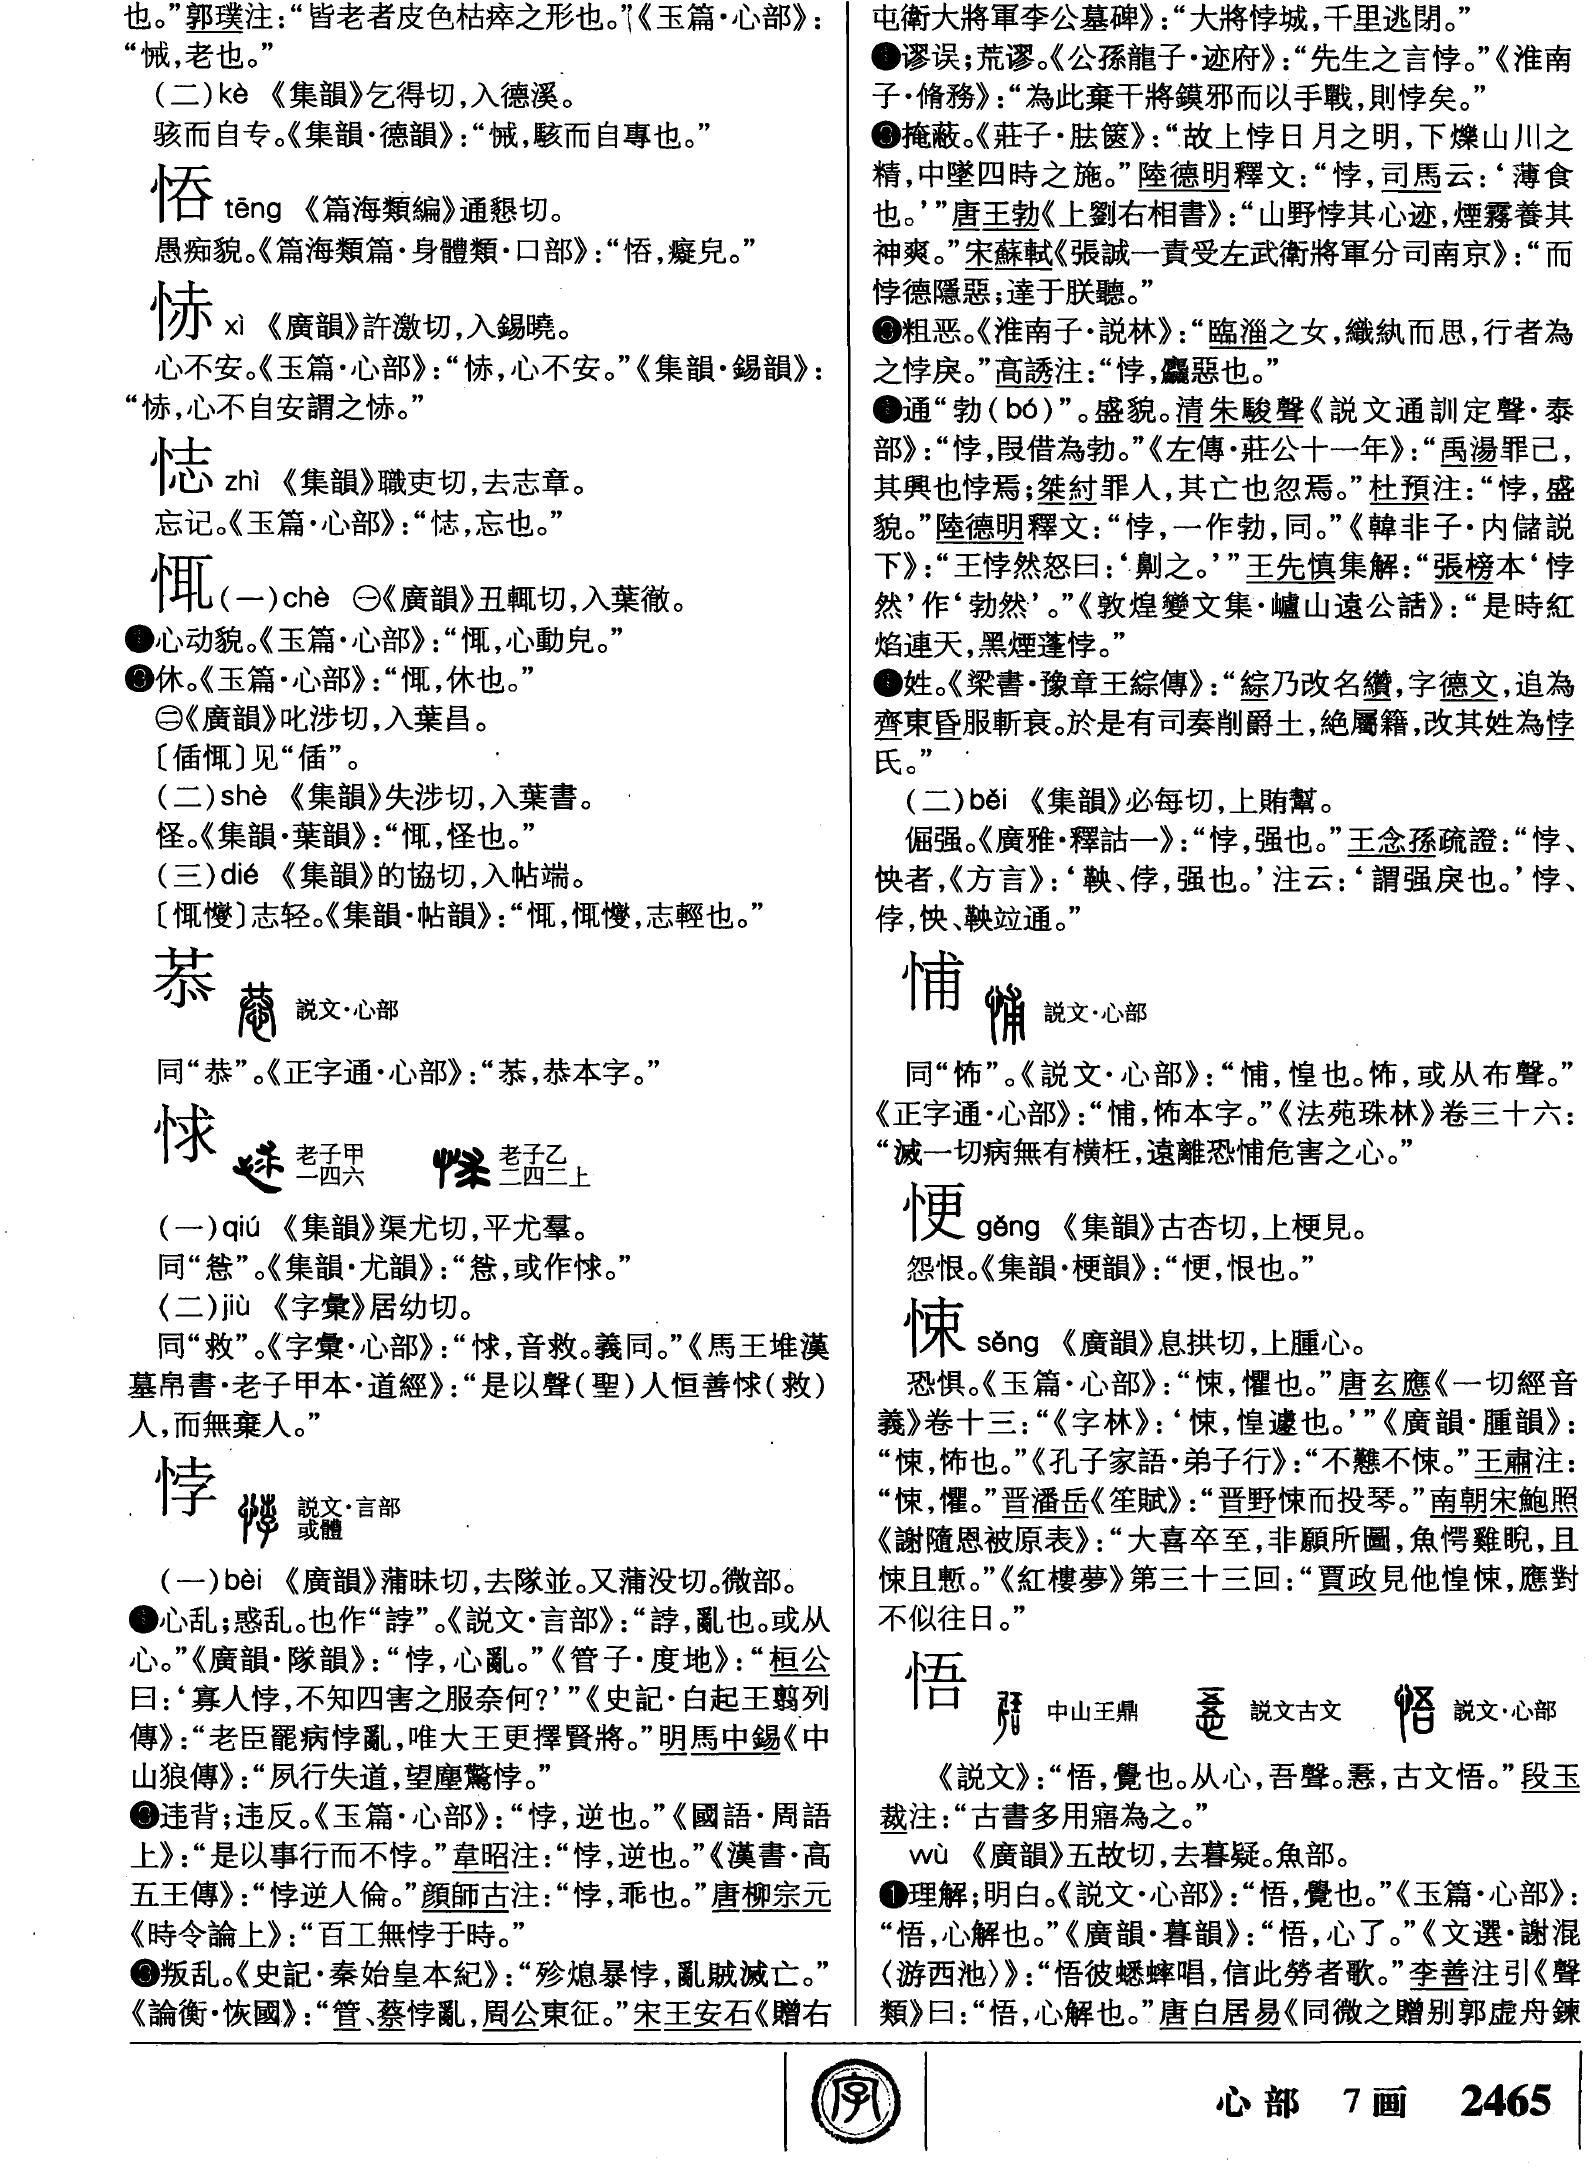 也。”郭璞注：“皆老者皮色枯瘁之形也。”《玉篇·心部》：
“悈，老也。”
（二）kè 《集韻》乞得切，入德溪。
骇而自专。《集韻·德韻》：“悈，駭而自專也。”
㤳 tēng 《篇海類編》通懇切。
愚痴貌。《篇海類篇·身體類·口部》：“㤳，癡皃。”
㤸 xì 《廣韻》許激切，入錫曉。
心不安。《玉篇·心部》：“㤸，心不安。”《集韻·錫韻》：
“㤸，心不自安謂之㤸。”
㤴 zhì 《集韻》職吏切，去志章。
忘记。《玉篇·心部》：“㤴，忘也。”
㤴（一）chè ㊀《廣韻》丑輒切，入葉徹。
❶心动貌。《玉篇·心部》：“㤴，心動皃。”
❷休。《玉篇·心部》：“㤴，休也。”
㊁《廣韻》叱涉切，入葉昌。
〔偛㤴〕见“偛”。
（二）shè 《集韻》失涉切，入葉書。
怪。《集韻·葉韻》：“㤴，怪也。”
（三）dié 《集韻》的協切，入帖端。
〔㤴懓〕志轻。《集韻·帖韻》：“㤴，㤴懓，志輕也。”
㳟 説文·心部
同“恭”。《正字通·心部》：“㳟，恭本字。”
㤹 老子甲 老子乙
一四六 二四二上
（一）qiú 《集韻》渠尤切，平尤羣。
同“㤹”。《集韻·尤韻》：“㤹，或作㤹。”
（二）jiù 《字彙》居幼切。
同“救”。《字彙·心部》：“㤹，音救。義同。”《馬王堆漢
墓帛書·老子甲本·道經》：“是以聲（聖）人恒善㤹（救）
人，而無棄人。”
悖 説文·言部
或體
（一）bèi 《廣韻》蒲昧切，去隊並。又蒲没切。微部。
❶心乱；惑乱。也作“誖”。《説文·言部》：“誖，亂也。或从
心。”《廣韻·隊韻》：“悖，心亂。”《管子·度地》：“桓公
曰：‘寡人悖，不知四害之服奈何？’”《史記·白起王翦列
傳》：“老臣罷病悖亂，唯大王更擇賢將。”明馬中錫《中
山狼傳》：“夙行失道，望塵驚悖。”
❷违背；违反。《玉篇·心部》：“悖，逆也。”《國語·周語
上》：“是以事行而不悖。”韋昭注：“悖，逆也。”《漢書·高
五王傳》：“悖逆人倫。”顔師古注：“悖，乖也。”唐柳宗元
《時令論上》：“百工無悖于時。”
❸叛乱。《史記·秦始皇本紀》：“殄熄暴悖，亂賊滅亡。”
《論衡·恢國》：“管、蔡悖亂，周公東征。”宋王安石《贈右
屯衛大將軍李公墓碑》：“大將悖城，千里逃閉。”
❹谬误；荒谬。《公孫龍子·迹府》：“先生之言悖。”《淮南
子·脩務》：“為此棄干將鏌邪而以手戰，則悖矣。”
❺掩蔽。《莊子·胠篋》：“故上悖日月之明，下爍山川之
精，中墜四時之施。”陸德明釋文：“悖，司馬云：‘薄食
也。’”唐王勃《上劉右相書》：“山野悖其心迹，煙霧養其
神爽。”宋蘇軾《張誠一責受左武衛將軍分司南京》：“而
悖德隱惡；達于朕聽。”
❻粗恶。《淮南子·説林》：“臨淄之女，織紈而思，行者為
之悖戾。”高誘注：“悖，麤惡也。”
❼通“勃（bó）”。盛貌。清朱駿聲《説文通訓定聲·泰
部》：“悖，叚借為勃。”《左傳·莊公十一年》：“禹湯罪己，
其興也悖焉；桀紂罪人，其亡也忽焉。”杜預注：“悖，盛
貌。”陸德明釋文：“悖，一作勃，同。”《韓非子·内儲説
下》：“王悖然怒曰：‘劓之。’”王先慎集解：“張榜本‘悖
然’作‘勃然’。”《敦煌變文集·廬山遠公話》：“是時紅
焰連天，黑煙蓬悖。”
❽姓。《梁書·豫章王綜傳》：“綜乃改名纘，字德文，追為
齊東昏服斬衰。於是有司奏削爵土，絶屬籍，改其姓為悖
氏。”
（二）běi 《集韻》必每切，上賄幫。
倔强。《廣雅·釋詁一》：“悖，强也。”王念孫疏證：“悖、
怏者，《方言》：‘鞅、侼，强也。’注云：‘謂强戾也。’悖、
侼，怏、鞅竝通。”
悑 説文·心部
同“怖”。《説文·心部》：“悑，惶也。怖，或从布聲。”
《正字通·心部》：“悑，怖本字。”《法苑珠林》卷三十六：
“滅一切病無有横枉，遠離恐悑危害之心。”
㤥 gěng 《集韻》古杏切，上梗見。
怨恨。《集韻·梗韻》：“㤥，恨也。”
悚 sǒng 《廣韻》息拱切，上腫心。
恐惧。《玉篇·心部》：“悚，懼也。”唐玄應《一切經音
義》卷十三：“《字林》：‘悚，惶遽也。’”《廣韻·腫韻》：
“悚，怖也。”《孔子家語·弟子行》：“不戁不悚。”王肅注：
“悚，懼。”晋潘岳《笙賦》：“晋野悚而投琴。”南朝宋鮑照
《謝隨恩被原表》：“大喜卒至，非願所圖，魚愕雞睨，且
悚且慙。”《紅樓夢》第三十三回：“賈政見他惶悚，應對
不似往日。”
悟 中山王鼎 説文古文 説文·心部
《説文》：“悟，覺也。从心，吾聲。㤳，古文悟。”段玉
裁注：“古書多用寤為之。”
wù 《廣韻》五故切，去暮疑。魚部。
❶理解；明白。《説文·心部》：“悟，覺也。”《玉篇·心部》：
“悟，心解也。”《廣韻·暮韻》：“悟，心了。”《文選·謝混
〈游西池〉》：“悟彼蟋蟀唱，信此勞者歌。”李善注引《聲
類》曰：“悟，心解也。”唐白居易《同微之贈别郭虚舟鍊
字
心部 7画 2465